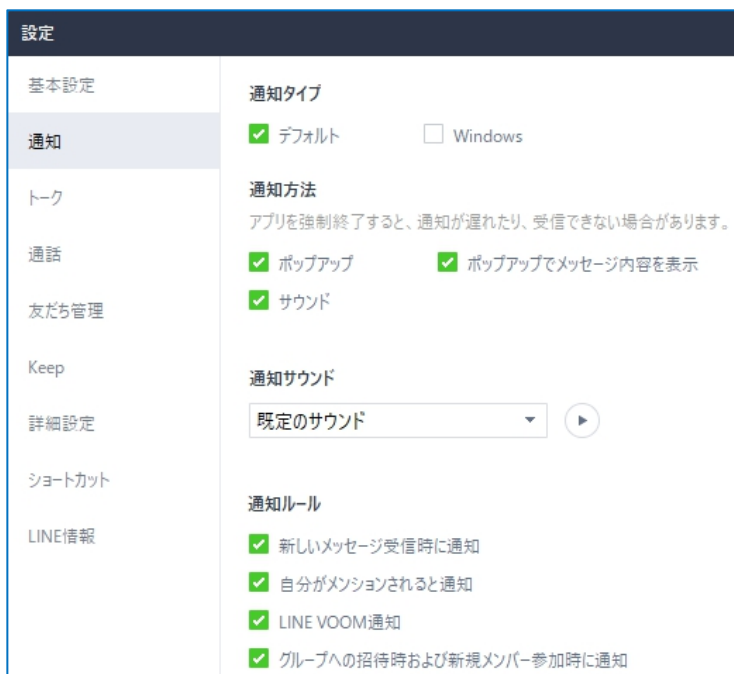 設定
基本設定
通知
トーク
通話
友だち管理
Keep
詳細設定
ショートカット
LINE情報
通知タイプ
デフォルト Windows
通知方法
アプリを強制終了すると、通知が遅れたり、受信できない場合があります。
ポップアップ ポップアップでメッセージ内容を表示
サウンド
通知サウンド
既定のサウンド
通知ルール
新しいメッセージ受信時に通知
自分がメンションされると通知
LINE VOOM通知
グループへの招待時および新規メンバー参加時に通知